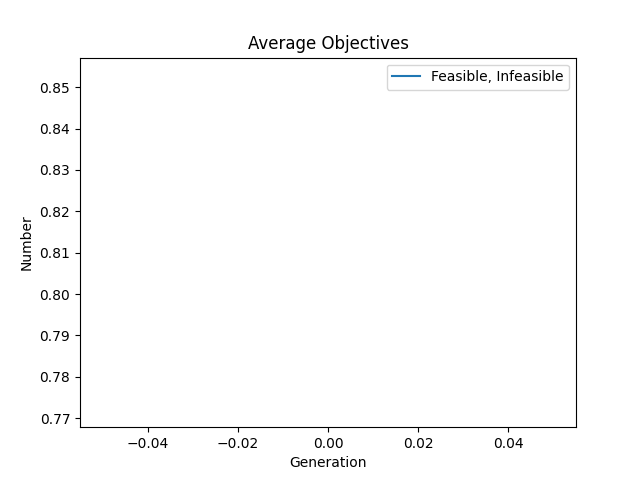 Average Objectives
Feasible, Infeasible
0.85
0.84
0.83
0.82
0.81
0.80
0.79
0.78
0.77
Number
−0.04 −0.02 0.00 0.02 0.04
Generation